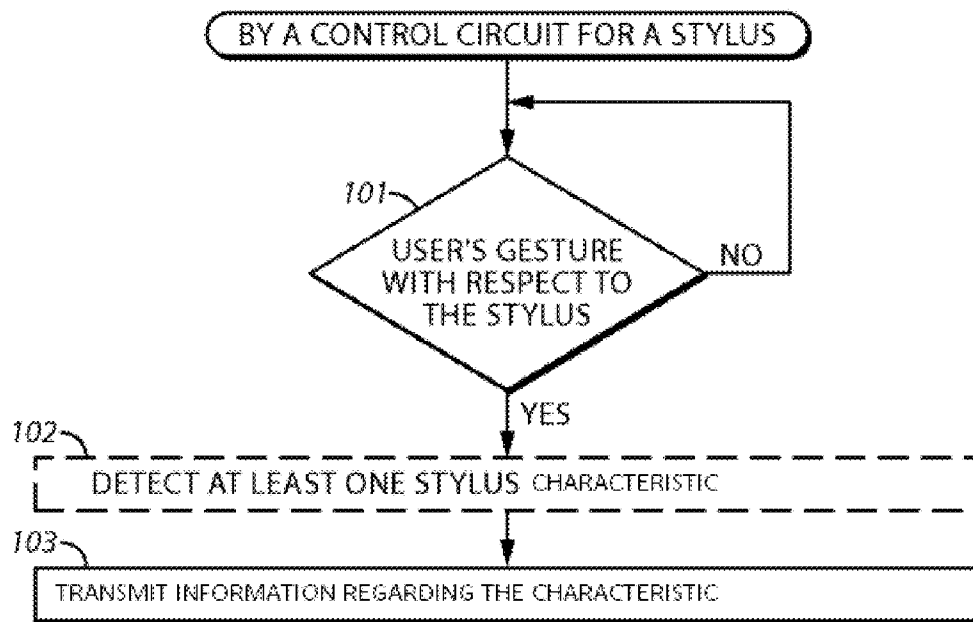 BY A CONTROL CIRCUIT FOR A STYLUS
101
USER'S GESTURE
WITH RESPECT TO
THE STYLUS
NO
YES
102
DETECT AT LEAST ONE STYLUS CHARACTERISTIC
103
TRANSMIT INFORMATION REGARDING THE CHARACTERISTIC